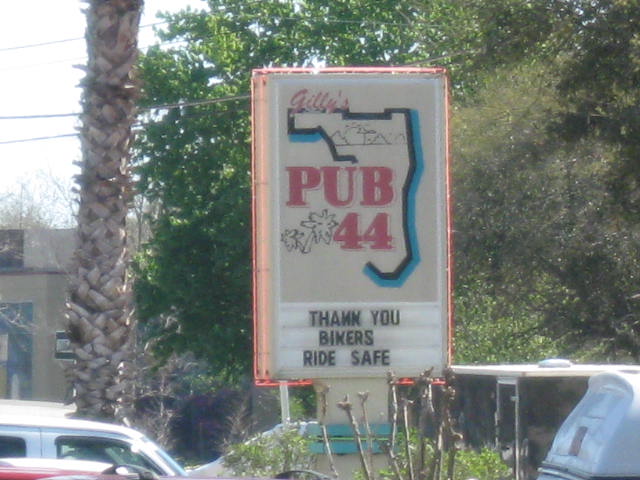 Gilly's
PUB
44
THANK YOU
BIKERS
RIDE SAFE